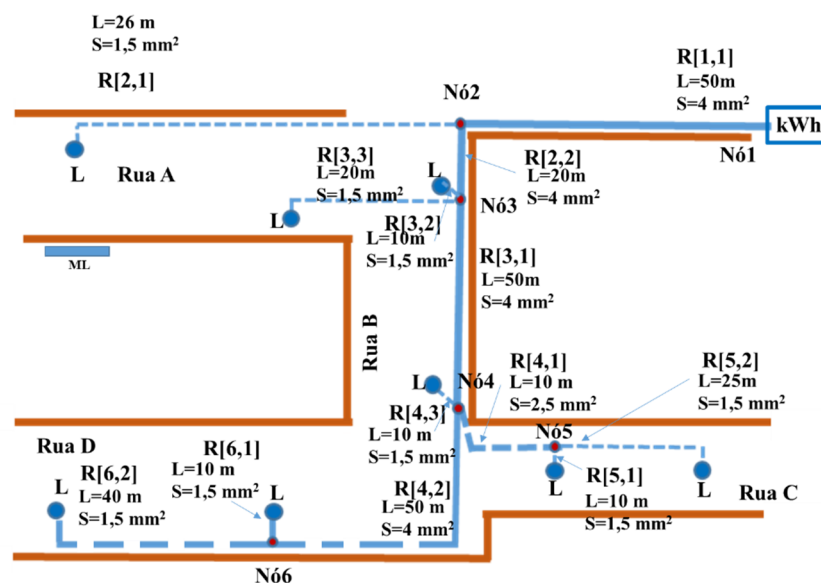 L=26 m
S=1,5 mm²
R[2,1]
R[1,1]
L=50m
S=4 mm²
kWh
Nó1
Nó2
L
Rua A
R[3,3]
L=20m
S=1,5 mm²
L
L
R[2,2]
L=20m
S=4 mm²
Nó3
R[3,2]
L=10m
S=1,5 mm²
ML
R[3,1]
L=50m
S=4 mm²
Rua B
L
Nó4
R[4,1]
L=10 m
S=2,5 mm²
R[5,2]
L=25m
S=1,5 mm²
R[4,3]
L=10 m
S=1,5 mm²
Nó5
Rua D
R[6,1]
L=10 m
S=1,5 mm²
L
L
R[6,2]
L=40 m
S=1,5 mm²
L
R[4,2]
L=50 m
S=4 mm²
L
R[5,1]
L=10 m
S=1,5 mm²
Rua C
Nó6